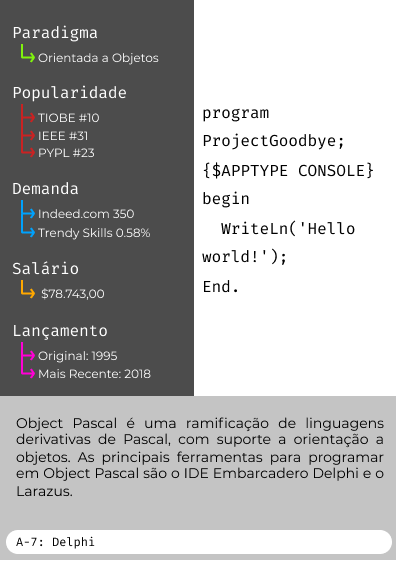 Paradigma
Orientada a Objetos
Popularidade
TIOBE #10
IEEE #31
PYPL #23
Demanda
Indeed.com 350
Trendy Skills 0.58%
Salário
$78.743,00
Lançamento
Original: 1995
Mais Recente: 2018
program
ProjectGoodbye;
{$APPTYPE CONSOLE}
begin
WriteLn('Hello
world!');
End.
Object Pascal é uma ramificação de linguagens
derivativas de Pascal, com suporte a orientação a
objetos. As principais ferramentas para programar
em Object Pascal são o IDE Embarcadero Delphi e o
Larazus.
A-7: Delphi